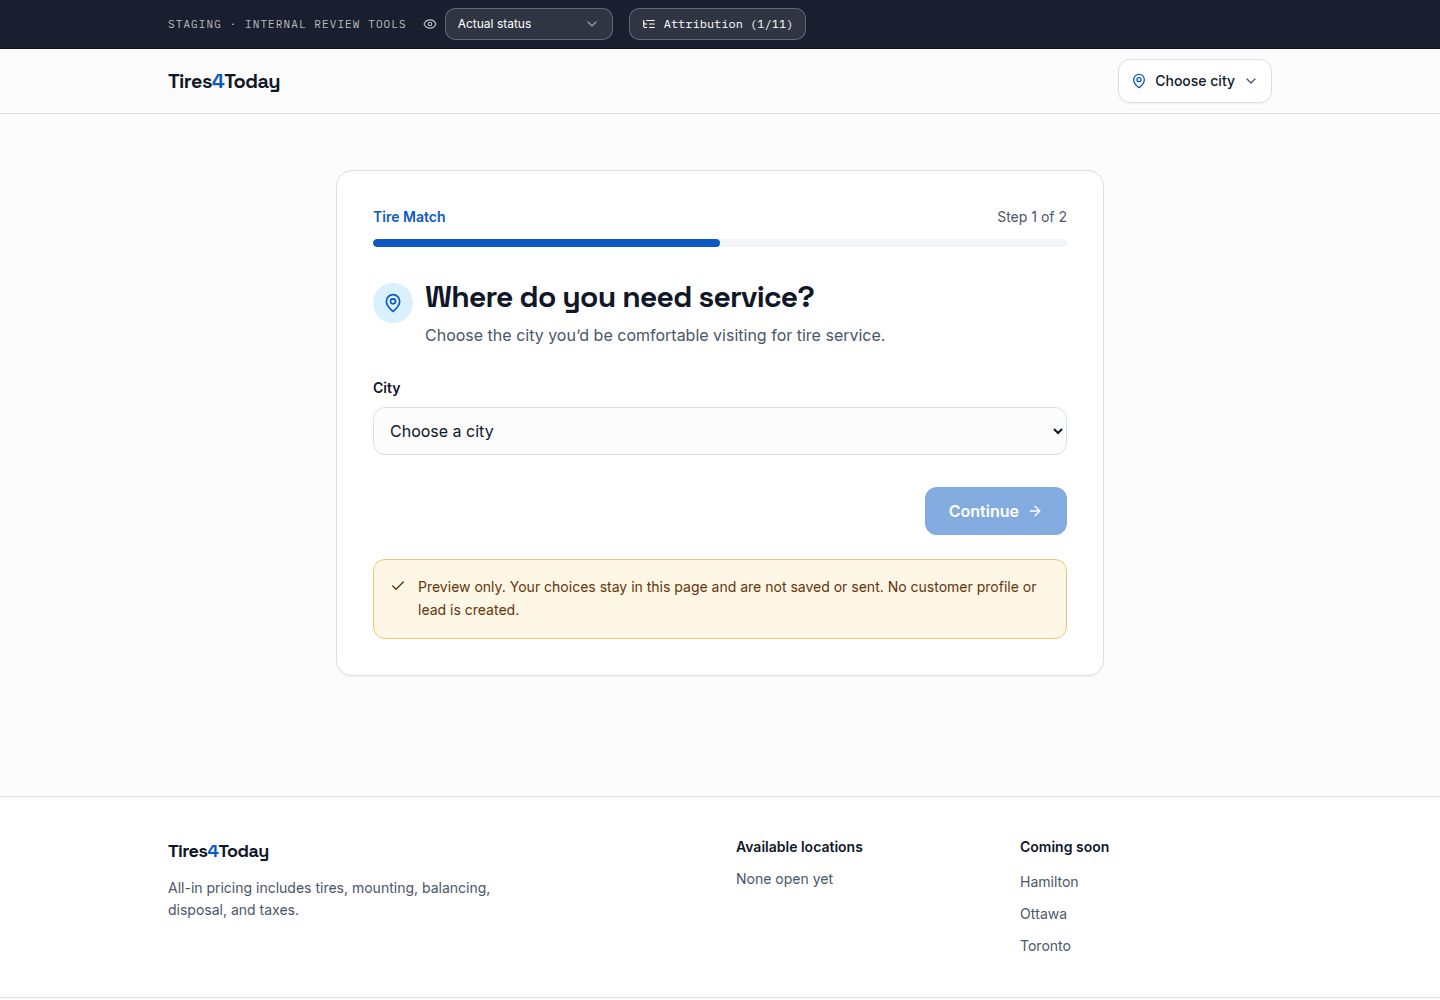 STAGING · INTERNAL REVIEW TOOLS
Actual status
Attribution (1/11)
Tires4Today
Choose city
Tire Match
Step 1 of 2
Where do you need service?
Choose the city you’d be comfortable visiting for tire service.
City
Choose a city
Continue
Preview only. Your choices stay in this page and are not saved or sent. No customer profile or
lead is created.
Tires4Today
All-in pricing includes tires, mounting, balancing,
disposal, and taxes.
Available locations
None open yet
Coming soon
Hamilton
Ottawa
Toronto